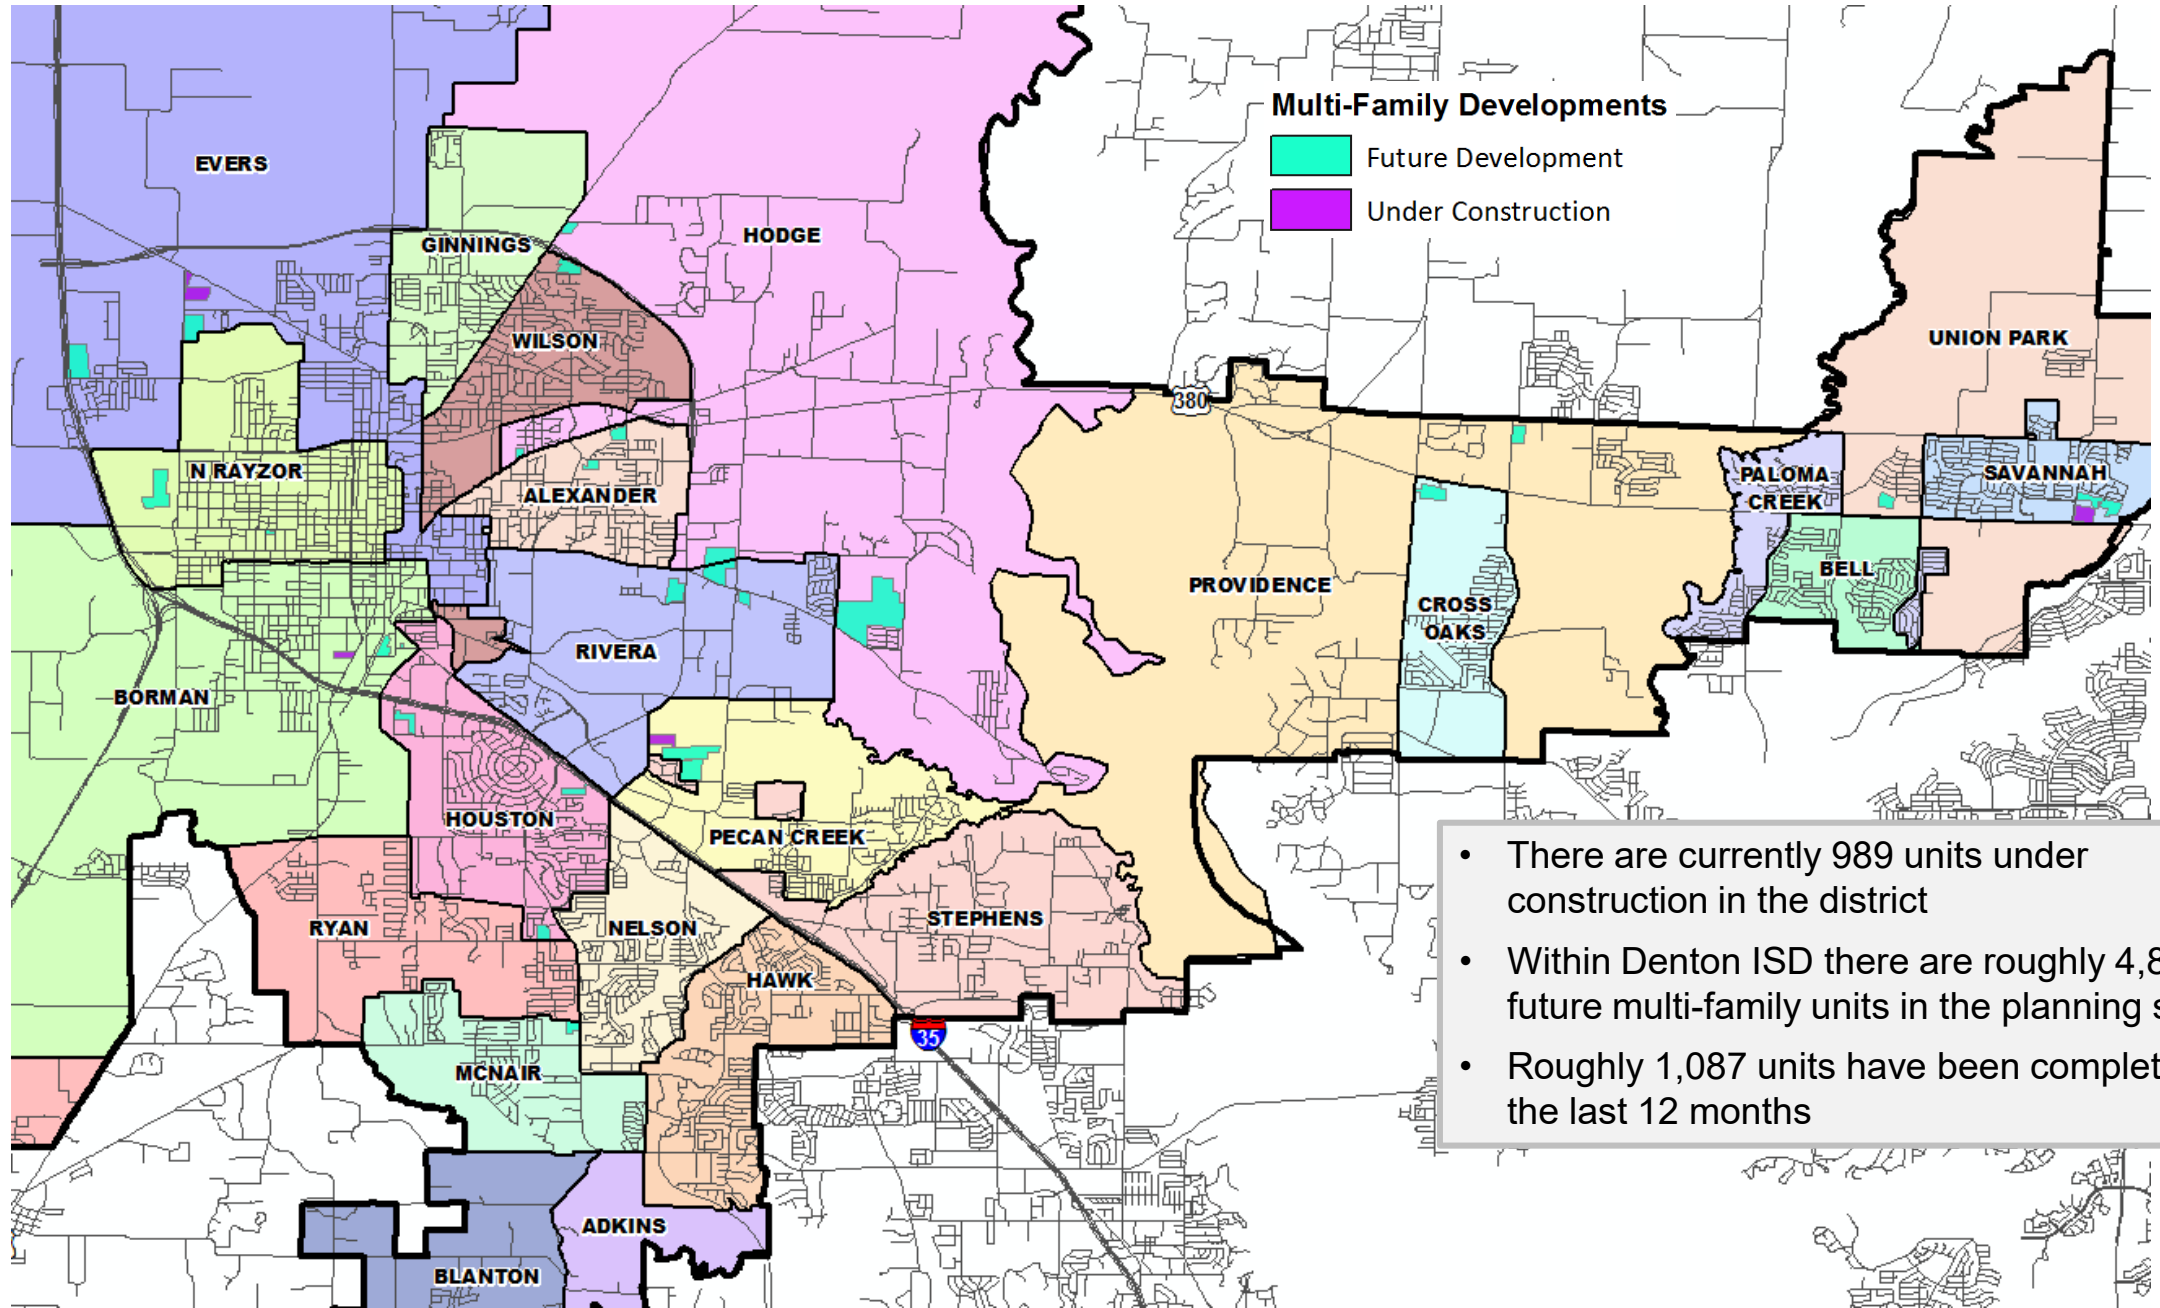 Multi-Family Developments
Future Development
Under Construction
EVERS
GINNINGS
HODGE
WILSON
UNION PARK
380
N RAYZOR
ALEXANDER
PALOMA
CREEK
SAVANNAH
PROVIDENCE
BELL
CROSS
OAKS
RIVERA
BORMAN
HOUSTON
PECAN CREEK
RYAN
NELSON
STEPHENS
HAWK
35
MCNAIR
ADKINS
BLANTON
• There are currently 989 units under
construction in the district
• Within Denton ISD there are roughly 4,8
future multi-family units in the planning s
• Roughly 1,087 units have been complet
the last 12 months